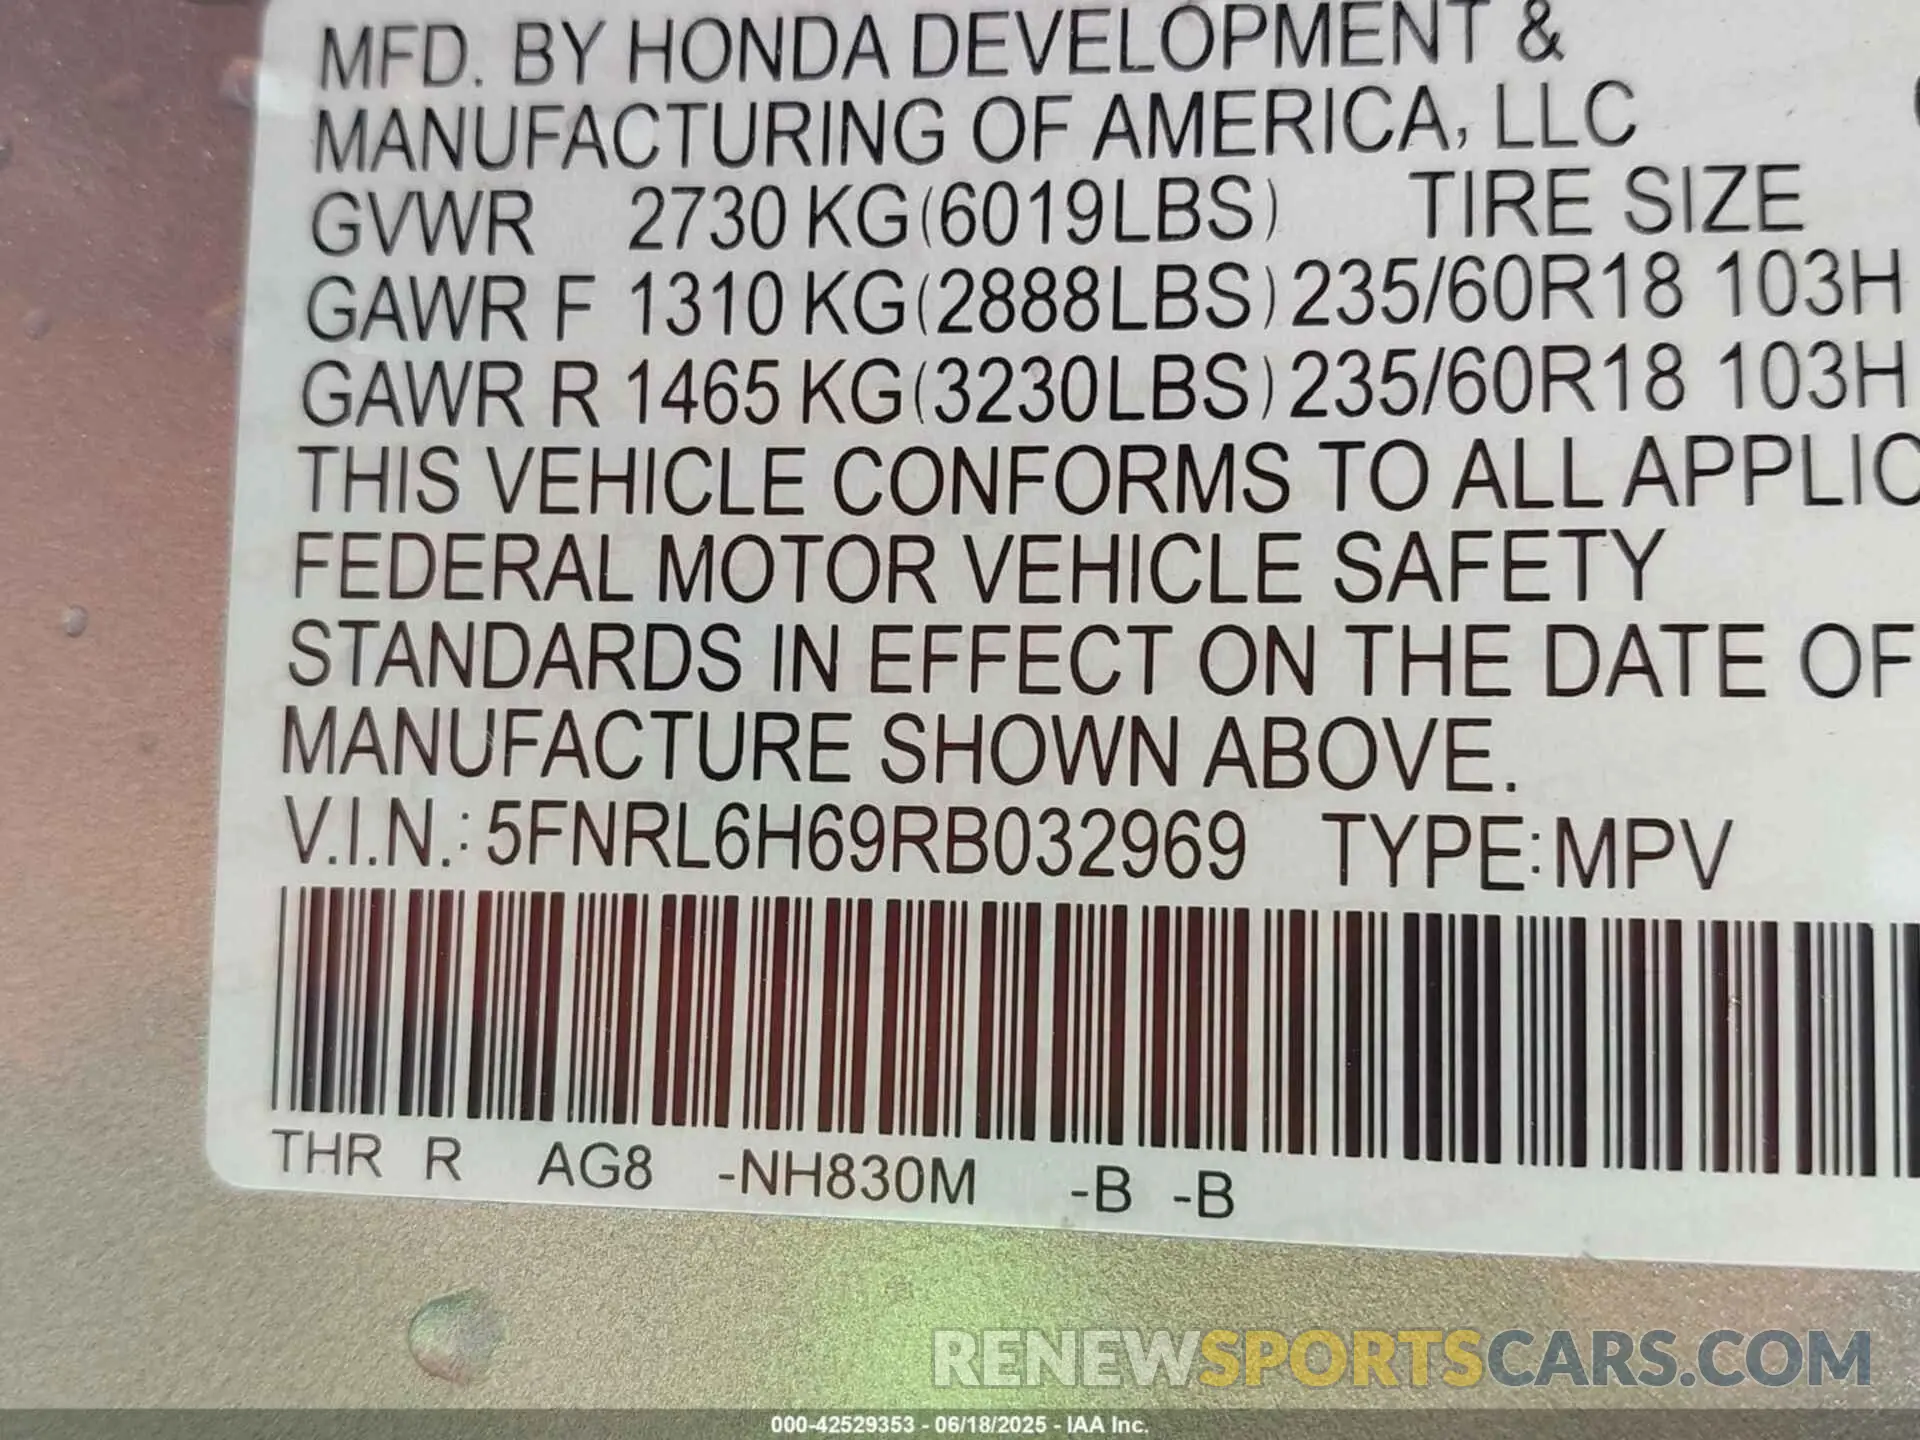 MFD. BY HONDA DEVELOPMENT &
MANUFACTURING OF AMERICA, LLC
GVWR 2730 KG(6019LBS) TIRE SIZE
GAWR F 1310 KG(2888LBS) 235/60R18 103H
GAWR R 1465 KG(3230LBS) 235/60R18 103H
THIS VEHICLE CONFORMS TO ALL APPLIC
FEDERAL MOTOR VEHICLE SAFETY
STANDARDS IN EFFECT ON THE DATE OF
MANUFACTURE SHOWN ABOVE.
V.I.N.: 5FNRL6H69RB032969 TYPE:MPV
THR R AG8 -NH830M -B -B
RENEWSPORTSCARS.COM
000-42529353 - 06/18/2025 - IAA Inc.